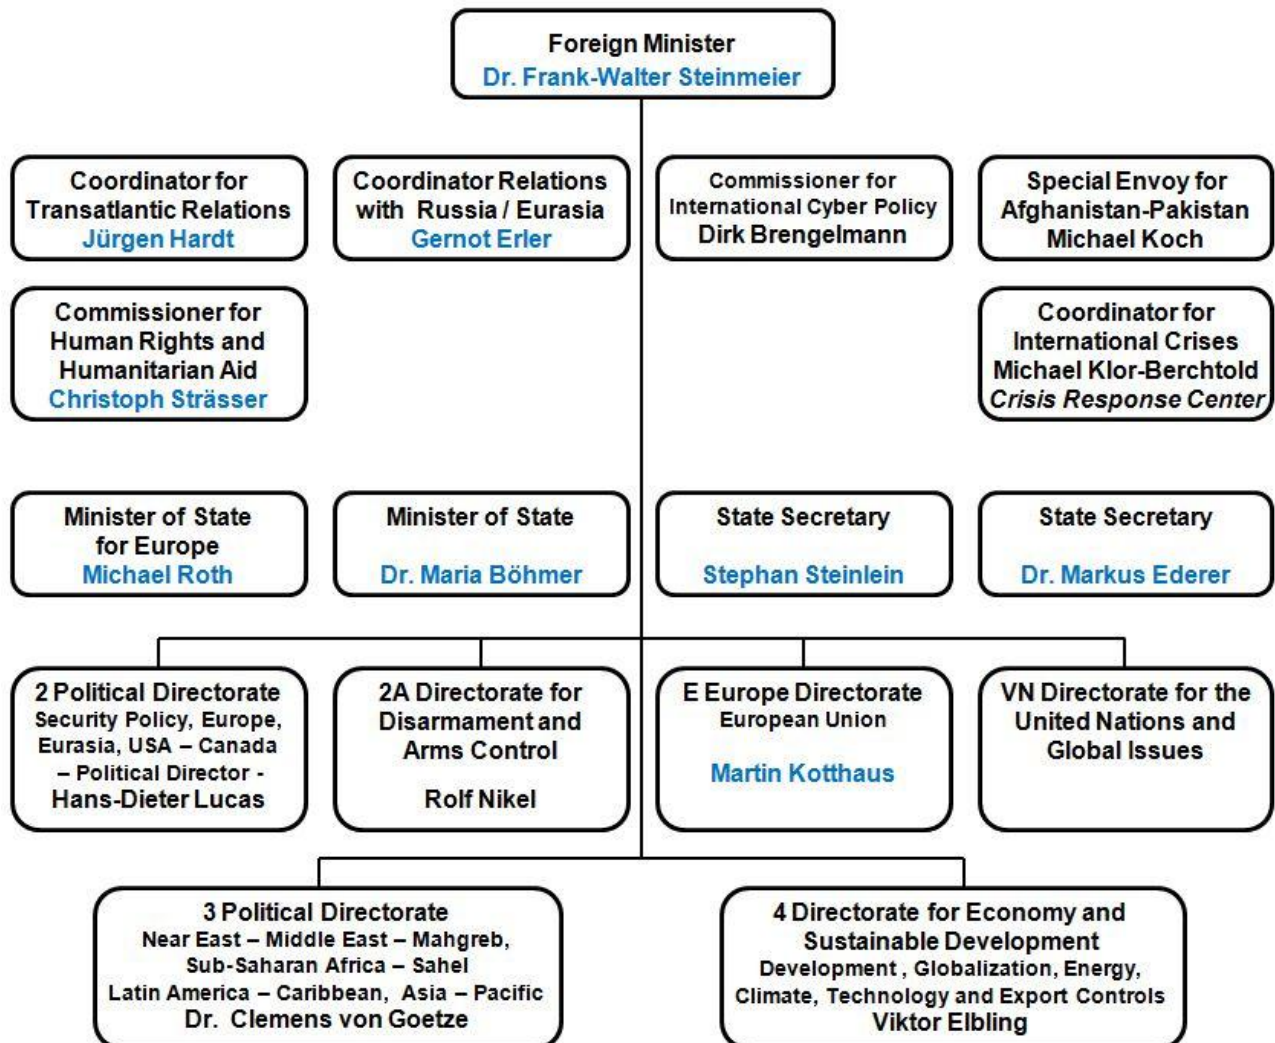 Foreign Minister
Dr. Frank-Walter Steinmeier
Coordinator for
Transatlantic Relations
Jürgen Hardt
Coordinator Relations
with Russia / Eurasia
Gernot Erler
Commissioner for
International Cyber Policy
Dirk Brengelmann
Special Envoy for
Afghanistan-Pakistan
Michael Koch
Commissioner for
Human Rights and
Humanitarian Aid
Christoph Strässer
Coordinator for
International Crises
Michael Klor-Berchtold
Crisis Response Center
Minister of State
for Europe
Michael Roth
Minister of State
Dr. Maria Böhmer
State Secretary
Stephan Steinlein
State Secretary
Dr. Markus Ederer
2 Political Directorate
Security Policy, Europe,
Eurasia, USA – Canada
– Political Director -
Hans-Dieter Lucas
2A Directorate for
Disarmament and
Arms Control
Rolf Nikel
E Europe Directorate
European Union
Martin Kotthaus
VN Directorate for the
United Nations and
Global Issues
3 Political Directorate
Near East – Middle East – Mahgreb,
Sub-Saharan Africa – Sahel
Latin America – Caribbean, Asia – Pacific
Dr. Clemens von Goetze
4 Directorate for Economy and
Sustainable Development
Development , Globalization, Energy,
Climate, Technology and Export Controls
Viktor Elbling